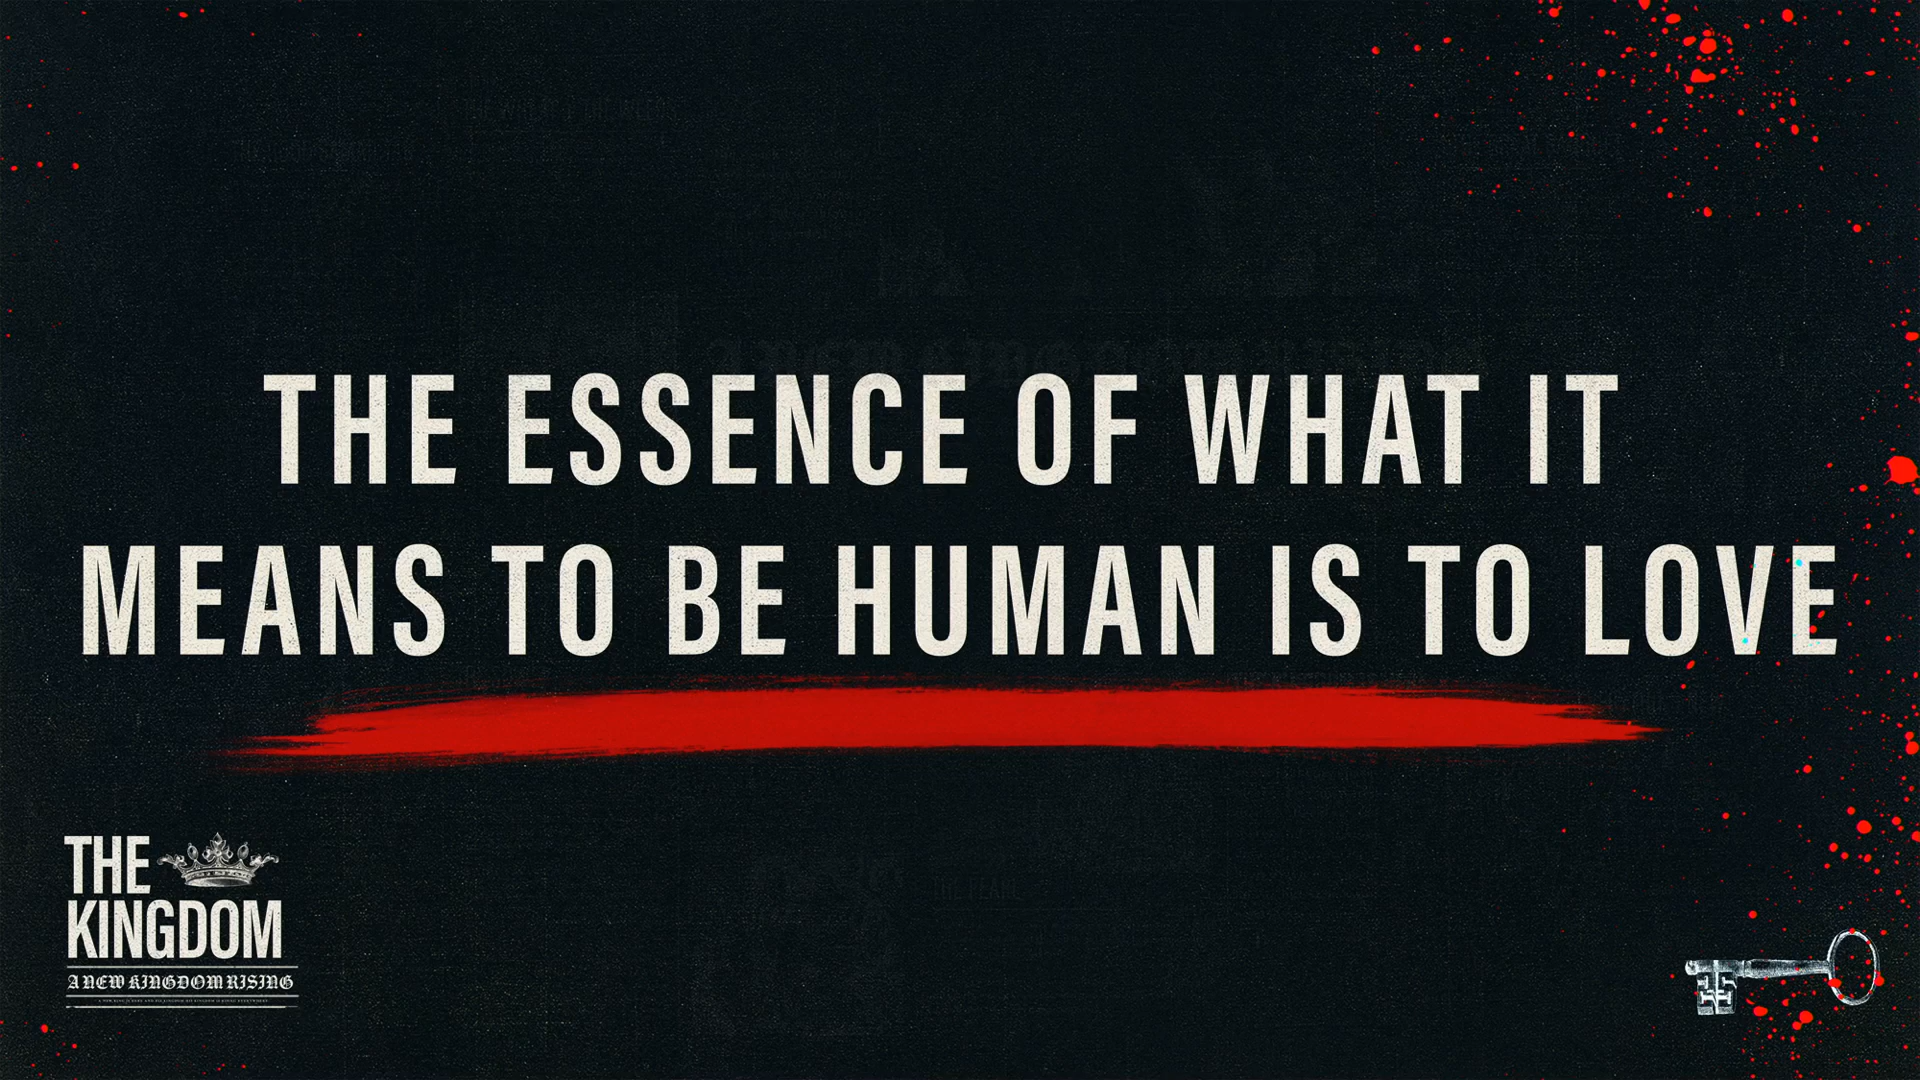 THE ESSENCE OF WHAT IT
MEANS TO BE HUMAN IS TO LOVE
THE
KINGDOM
A NEW KINGDOM RISING